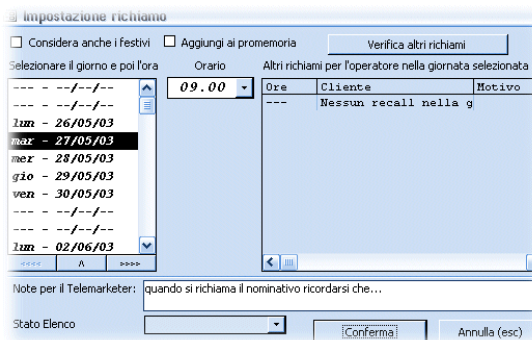 Impostazione richiamo
Considera anche i festivi Aggiungi ai promemoria Verifica altri richiami
Selezionare il giorno e poi l'ora Orario Altri richiami per l'operatore nella giornata selezionata
09.00
Ore Cliente Motivo
--- Nessun recall nella g
--- - --/--/--
--- - --/--/--
lun - 26/05/03
mar - 27/05/03
mer - 28/05/03
gio - 29/05/03
ven - 30/05/03
--- - --/--/--
--- - --/--/--
lun - 02/06/03
<<<< Λ >>>>
Note per il Telemarketer: quando si richiama il nominativo ricordarsi che...
Stato Elenco Conferma Annulla (esc)